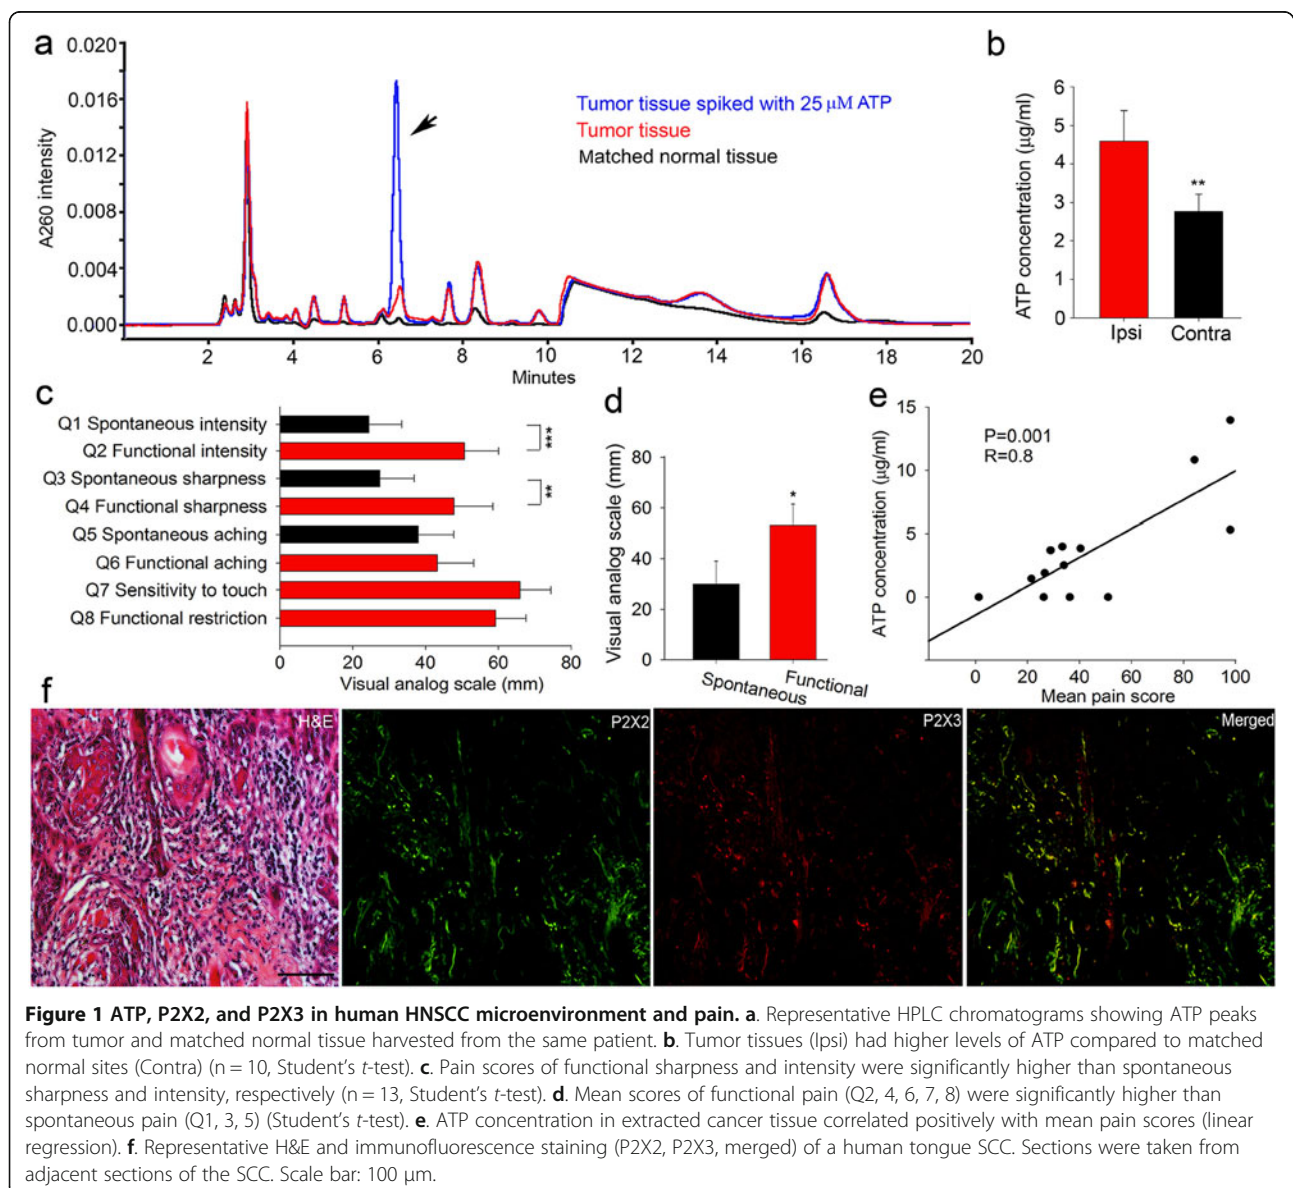 a
0.020
0.016
0.012
0.008
0.004
0.000
A260 intensity
Tumor tissue spiked with 25 μM ATP
Tumor tissue
Matched normal tissue
2 4 6 8 10 12 14 16 18 20
Minutes
b
6
5
4
3
2
1
0
ATP concentration (μg/ml)
**
Ipsi Contra
c
Q1 Spontaneous intensity
Q2 Functional intensity
Q3 Spontaneous sharpness
Q4 Functional sharpness
Q5 Spontaneous aching
Q6 Functional aching
Q7 Sensitivity to touch
Q8 Functional restriction
***
**
0 20 40 60 80
Visual analog scale (mm)
d
80
60
40
20
0
Visual analog scale (mm)
*
Spontaneous
Functional
e
15
10
5
0
ATP concentration (μg/ml)
P=0.001
R=0.8
0 20 40 60 80 100
Mean pain score
f
H&E
P2X2
P2X3
Merged
Figure 1 ATP, P2X2, and P2X3 in human HNSCC microenvironment and pain. a. Representative HPLC chromatograms showing ATP peaks
from tumor and matched normal tissue harvested from the same patient. b. Tumor tissues (Ipsi) had higher levels of ATP compared to matched
normal sites (Contra) (n = 10, Student's t-test). c. Pain scores of functional sharpness and intensity were significantly higher than spontaneous
sharpness and intensity, respectively (n = 13, Student's t-test). d. Mean scores of functional pain (Q2, 4, 6, 7, 8) were significantly higher than
spontaneous pain (Q1, 3, 5) (Student's t-test). e. ATP concentration in extracted cancer tissue correlated positively with mean pain scores (linear
regression). f. Representative H&E and immunofluorescence staining (P2X2, P2X3, merged) of a human tongue SCC. Sections were taken from
adjacent sections of the SCC. Scale bar: 100 μm.